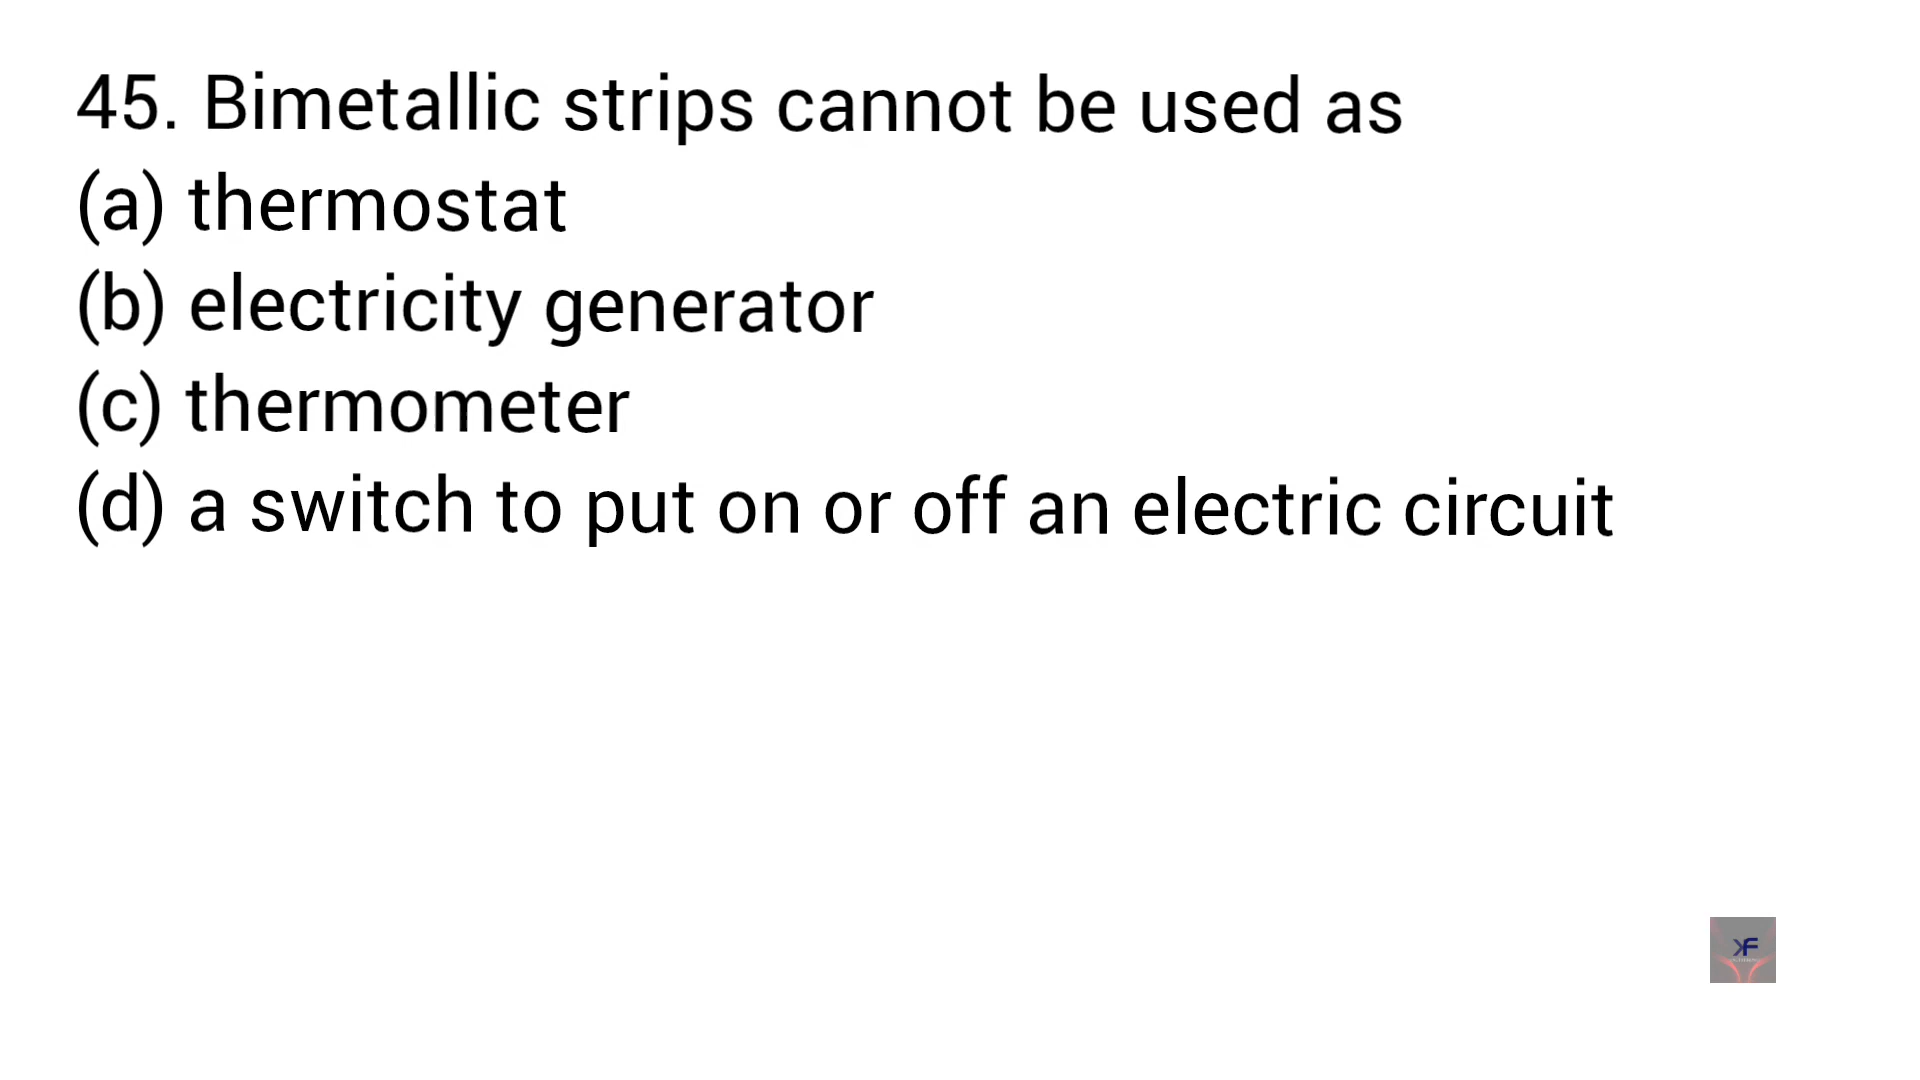 45. Bimetallic strips cannot be used as
(a) thermostat
(b) electricity generator
(c) thermometer
(d) a switch to put on or off an electric circuit